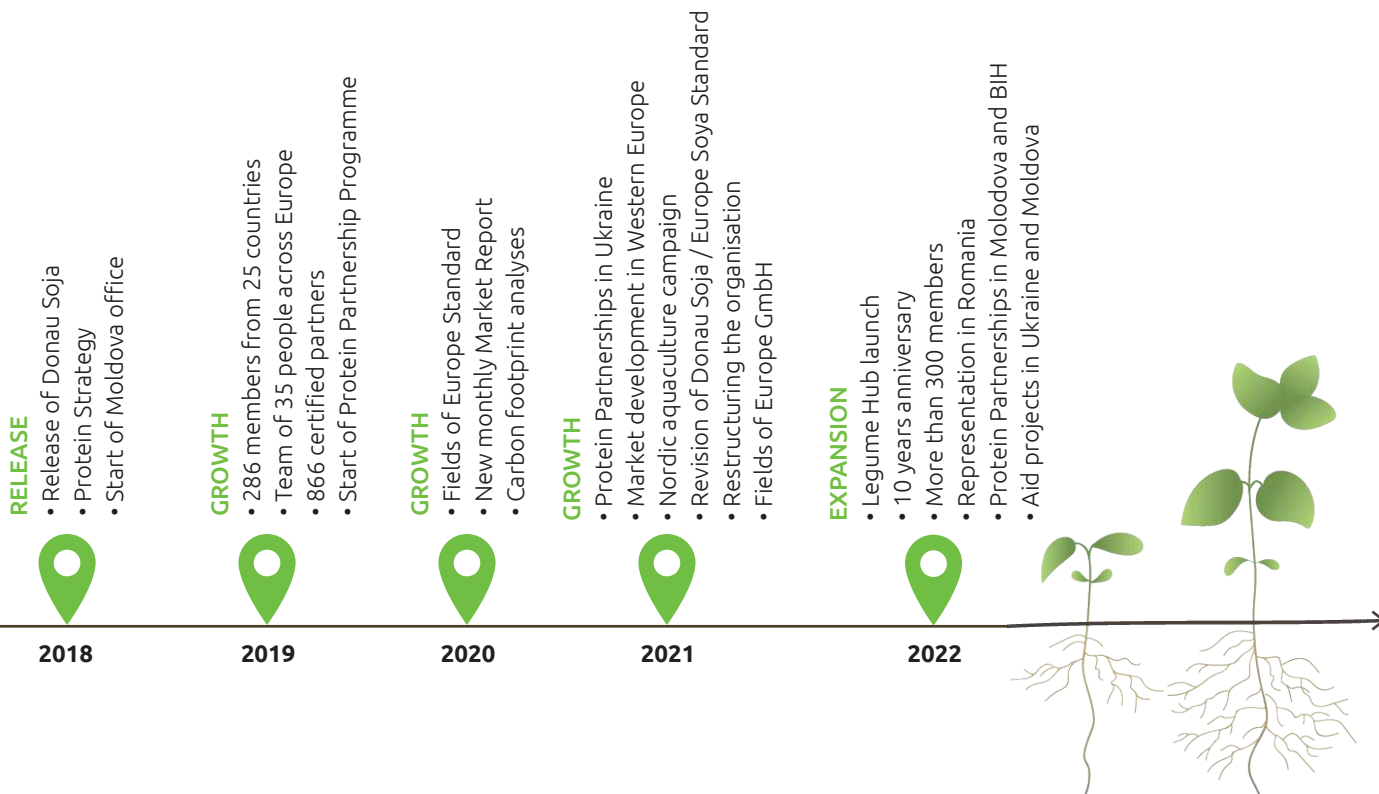 RELEASE
• Release of Donau Soja
• Protein Strategy
• Start of Moldova office
2018
GROWTH
• 286 members from 25 countries
• Team of 35 people across Europe
• 866 certified partners
• Start of Protein Partnership Programme
2019
GROWTH
• Fields of Europe Standard
• New monthly Market Report
• Carbon footprint analyses
2020
GROWTH
• Protein Partnerships in Ukraine
• Market development in Western Europe
• Nordic aquaculture campaign
• Revision of Donau Soja / Europe Soya Standard
• Restructuring the organisation
• Fields of Europe GmbH
2021
EXPANSION
• Legume Hub launch
• 10 years anniversary
• More than 300 members
• Representation in Romania
• Protein Partnerships in Molodova and BIH
• Aid projects in Ukraine and Moldova
2022